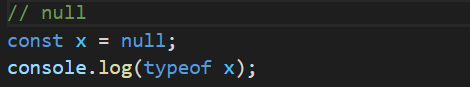 // null
const x = null;
console.log(typeof x);